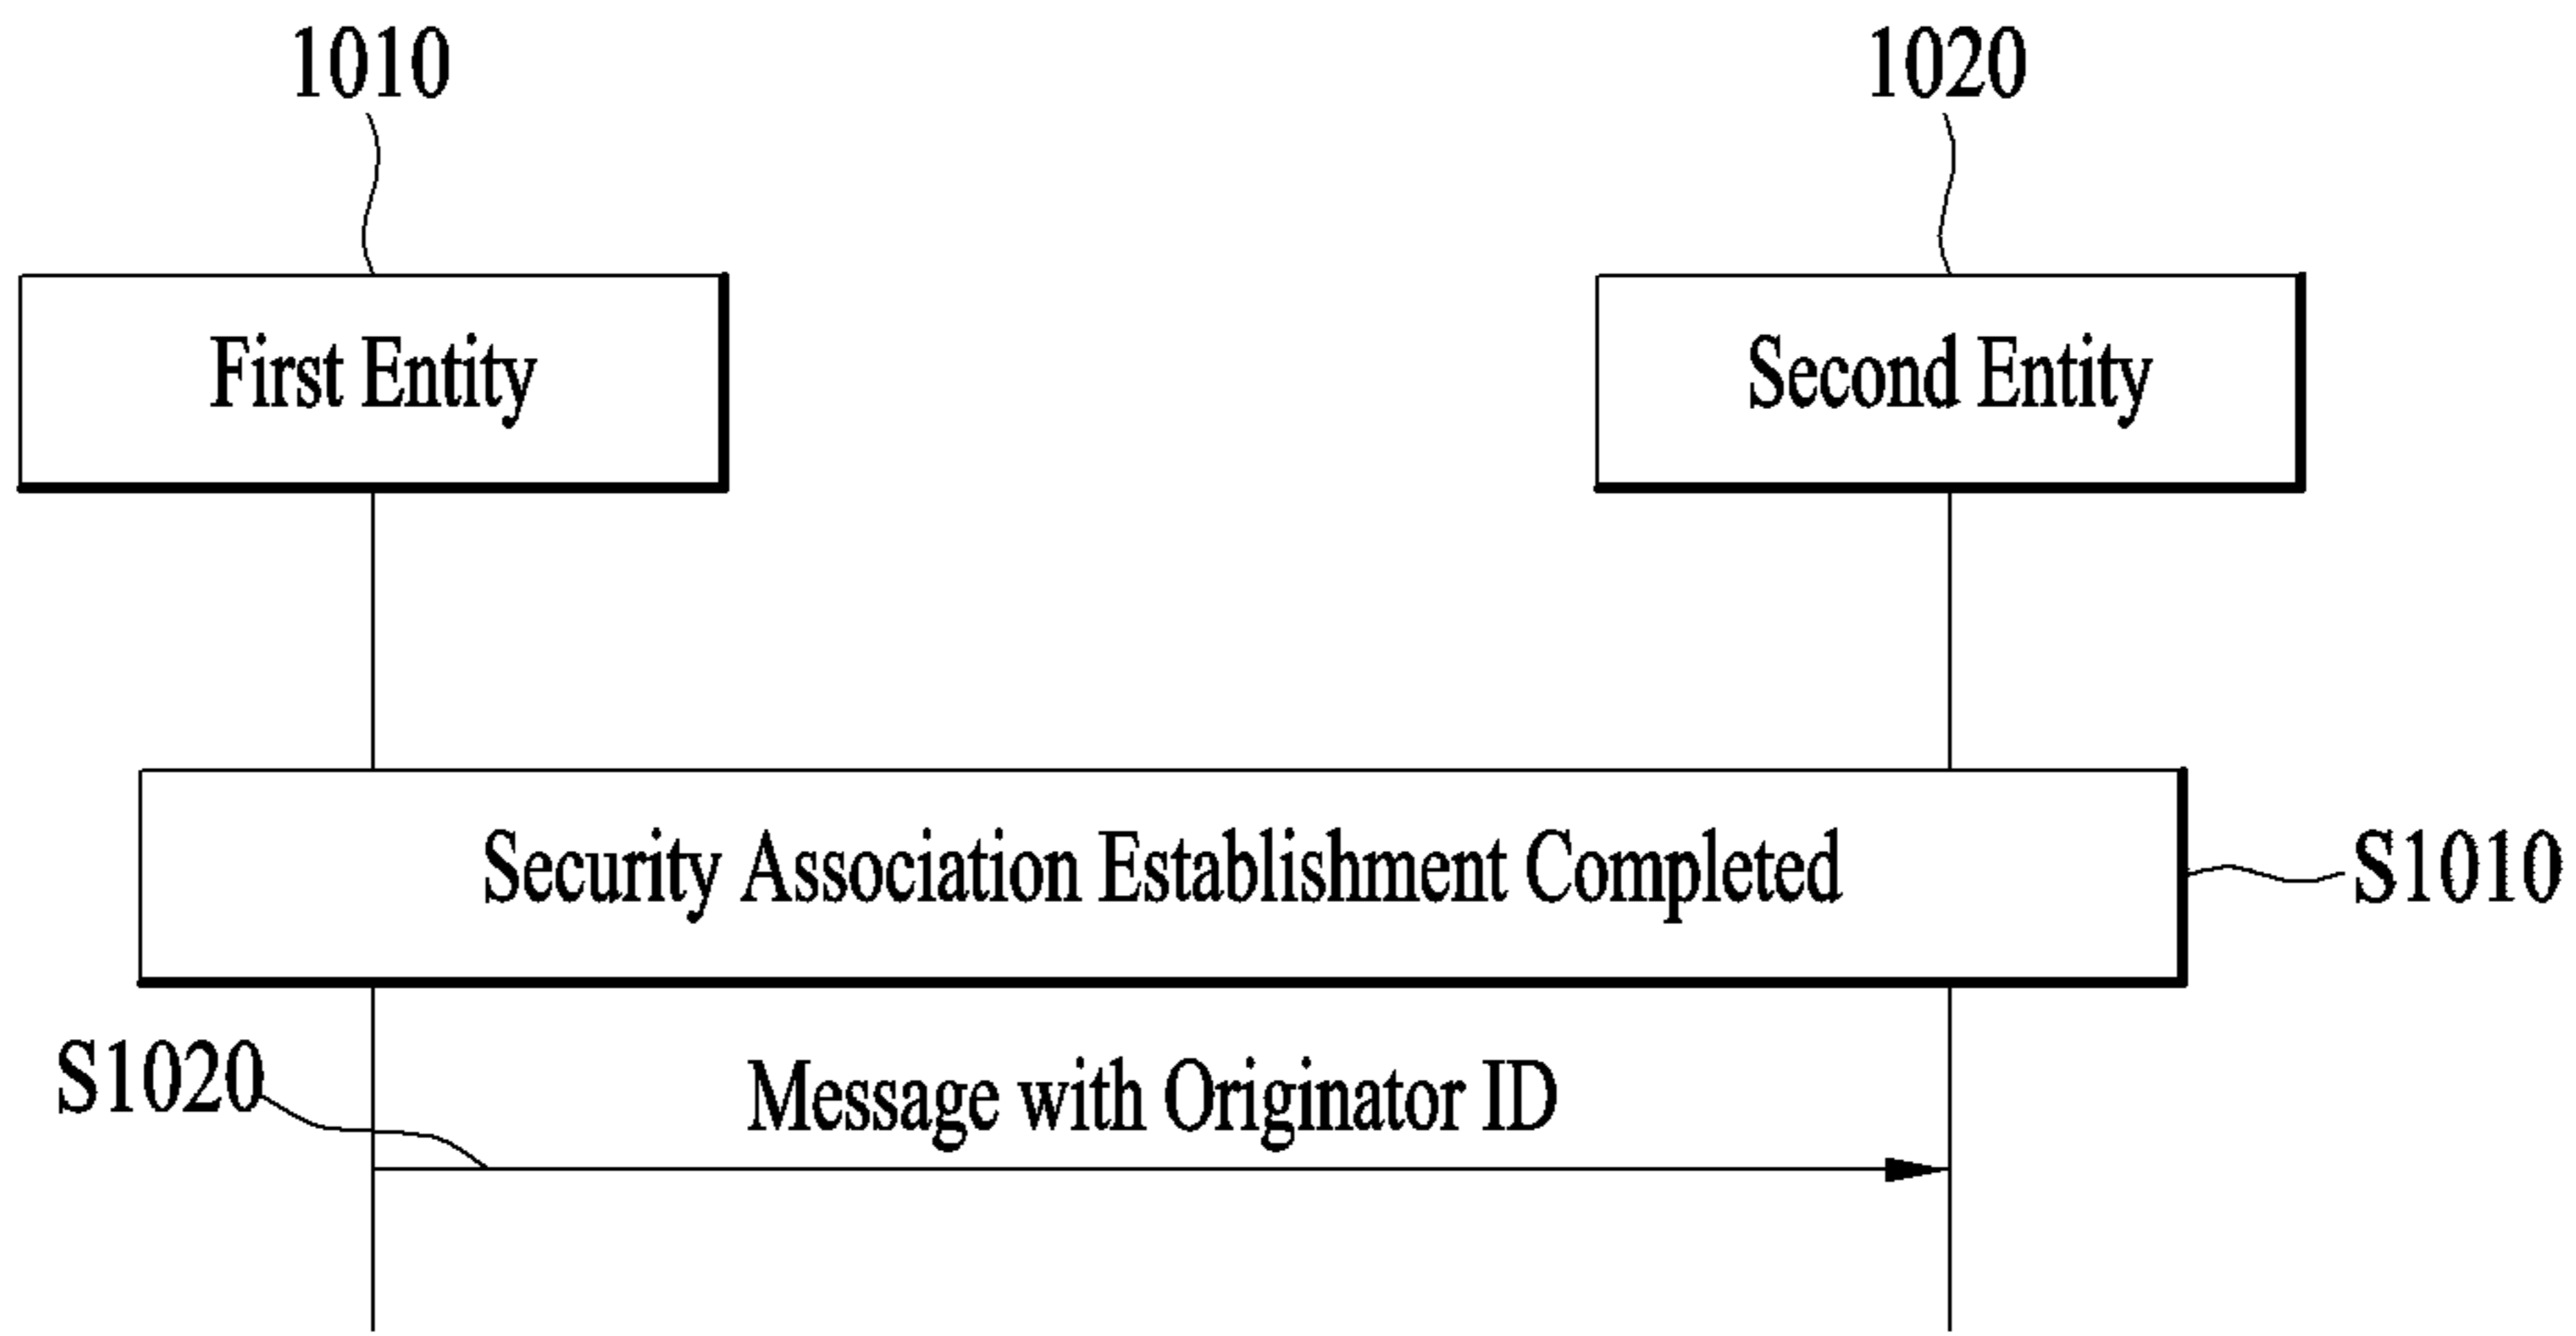 1010
1020
First Entity
Second Entity
Security Association Establishment Completed
S1010
S1020
Message with Originator ID